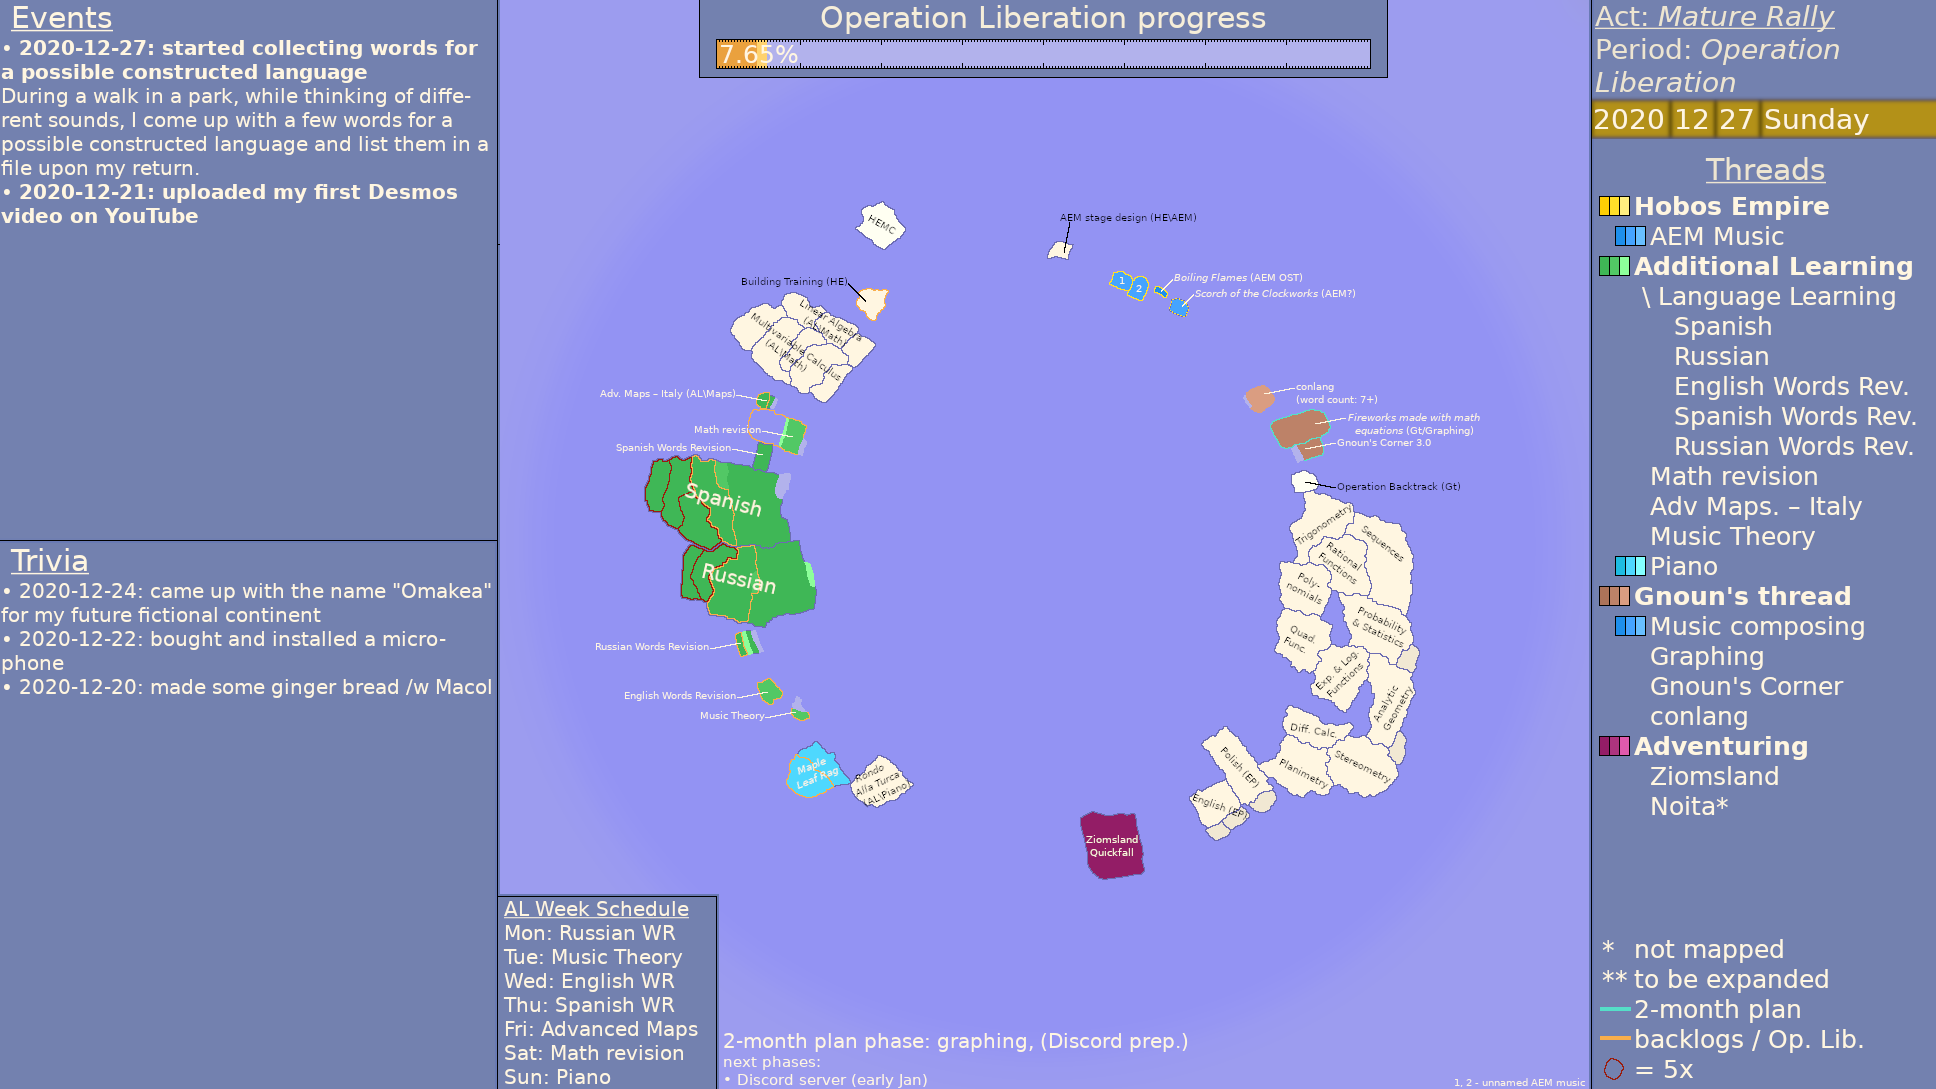 Events
• 2020-12-27: started collecting words for
a possible constructed language
During a walk in a park, while thinking of diffe-
rent sounds, I come up with a few words for a
possible constructed language and list them in a
file upon my return.
• 2020-12-21: uploaded my first Desmos
video on YouTube
Trivia
• 2020-12-24: came up with the name "Omakea"
for my future fictional continent
• 2020-12-22: bought and installed a micro-
phone
• 2020-12-20: made some ginger bread /w Macol
Operation Liberation progress
7.65%
HEMC
AEM stage design (HE\AEM)
Building Training (HE)
1
2
Boiling Flames (AEM OST)
Scorch of the Clockworks (AEM?)
Linear Algebra
(AL\Math)
Multivariable Calculus
(AL\Math)
Adv. Maps – Italy (AL\Maps)
Math revision
Spanish Words Revision
Spanish
Russian
Russian Words Revision
English Words Revision
Music Theory
Maple
Leaf Rag
Rondo
Alla Turca
(AL\Piano)
conlang
(word count: 7+)
Fireworks made with math
equations (Gt/Graphing)
Gnoun's Corner 3.0
Operation Backtrack (Gt)
Trigonometry
Sequences
Rational
Functions
Poly-
nomials
Probability
& Statistics
Quad.
Func.
Exp. & Log.
Functions
Analytic
Geometry
Diff. Calc.
Planimetry
Stereometry
Polish (EP)
English (EP)
Ziomsland
Quickfall
AL Week Schedule
Mon: Russian WR
Tue: Music Theory
Wed: English WR
Thu: Spanish WR
Fri: Advanced Maps
Sat: Math revision
Sun: Piano
2-month plan phase: graphing, (Discord prep.)
next phases:
• Discord server (early Jan)
1, 2 - unnamed AEM music
Act: Mature Rally
Period: Operation
Liberation
2020 12 27 Sunday
Threads
Hobos Empire
AEM Music
Additional Learning
\ Language Learning
Spanish
Russian
English Words Rev.
Spanish Words Rev.
Russian Words Rev.
Math revision
Adv Maps. – Italy
Music Theory
Piano
Gnoun's thread
Music composing
Graphing
Gnoun's Corner
conlang
Adventuring
Ziomsland
Noita*
* not mapped
** to be expanded
2-month plan
backlogs / Op. Lib.
= 5x